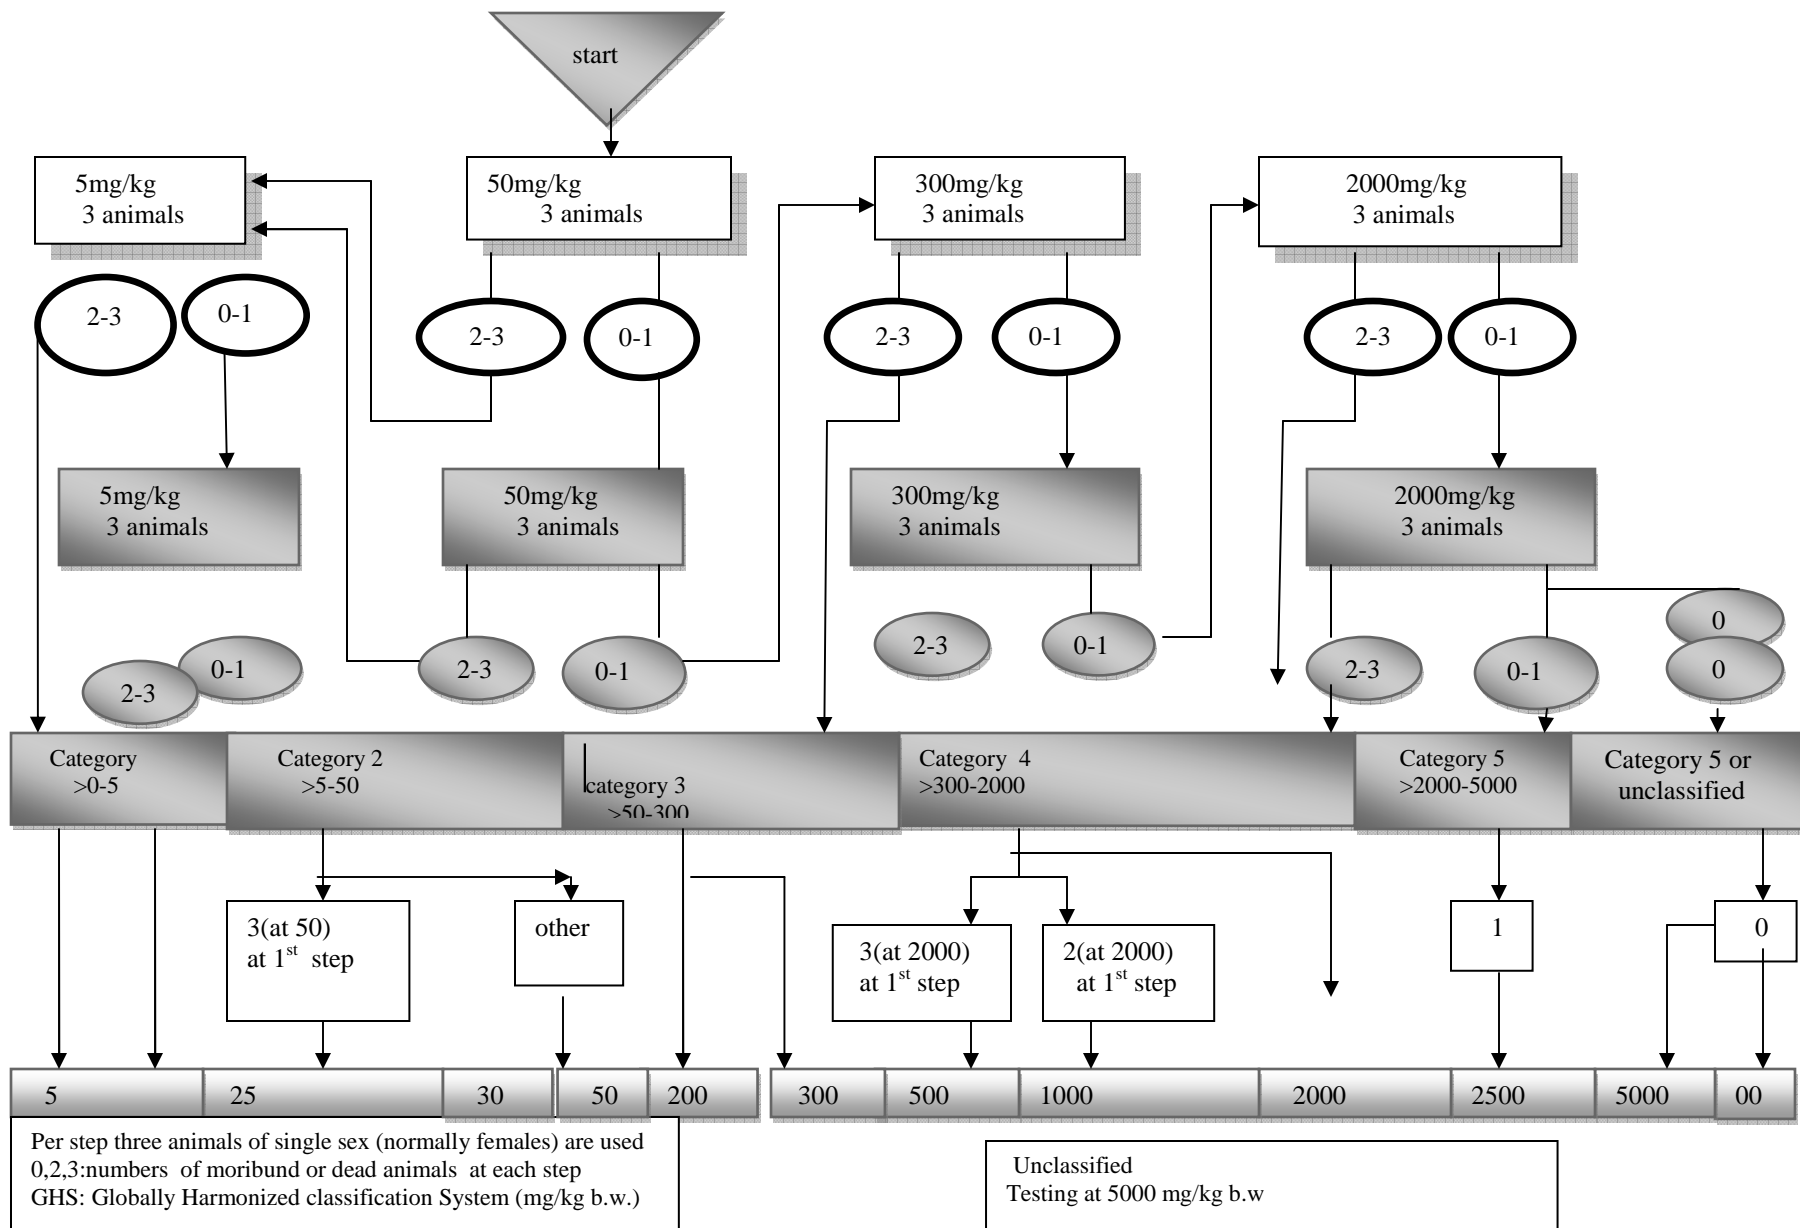 start
5mg/kg
3 animals
50mg/kg
3 animals
300mg/kg
3 animals
2000mg/kg
3 animals
2-3
0-1
2-3
0-1
2-3
0-1
2-3
0-1
5mg/kg
3 animals
50mg/kg
3 animals
300mg/kg
3 animals
2000mg/kg
3 animals
2-3
0-1
2-3
0-1
2-3
0-1
2-3
0-1
0
0
Category
>0-5
Category 2
>5-50
category 3
>50-300
Category 4
>300-2000
Category 5
>2000-5000
Category 5 or
unclassified
3(at 50)
at 1st step
other
3(at 2000)
at 1st step
2(at 2000)
at 1st step
1
0
5
25
30
50
200
300
500
1000
2000
2500
5000
00
Per step three animals of single sex (normally females) are used
0,2,3:numbers of moribund or dead animals at each step
GHS: Globally Harmonized classification System (mg/kg b.w.)
Unclassified
Testing at 5000 mg/kg b.w